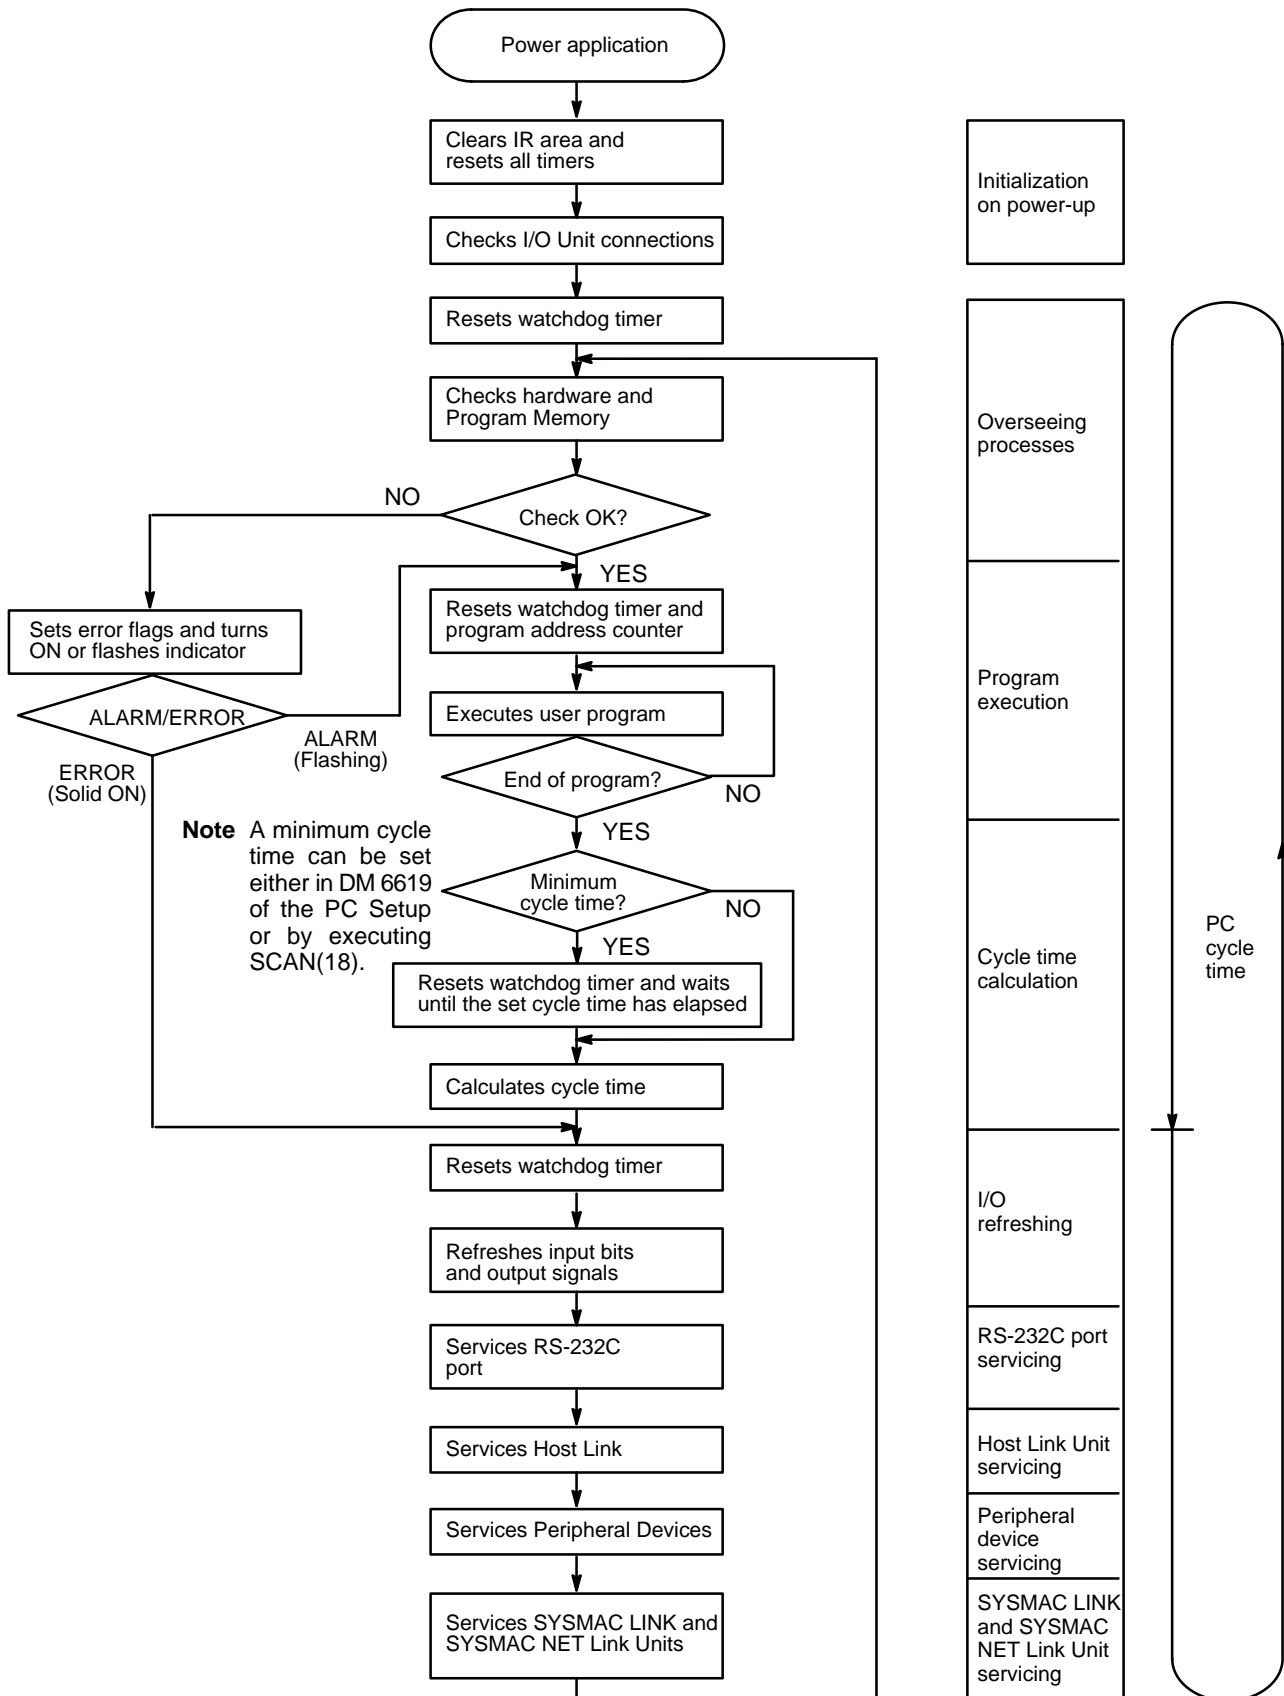 Power application
Clears IR area and
resets all timers
Initialization
on power-up
Checks I/O Unit connections
Resets watchdog timer
Checks hardware and
Program Memory
Overseeing
processes
NO
Check OK?
YES
Sets error flags and turns
ON or flashes indicator
Resets watchdog timer and
program address counter
Program
execution
ALARM/ERROR
Executes user program
ALARM
(Flashing)
ERROR
(Solid ON)
End of program?
NO
YES
Note A minimum cycle
time can be set
either in DM 6619
of the PC Setup
or by executing
SCAN(18).
Minimum
cycle time?
NO
YES
Resets watchdog timer and waits
until the set cycle time has elapsed
Cycle time
calculation
PC
cycle
time
Calculates cycle time
Resets watchdog timer
I/O
refreshing
Refreshes input bits
and output signals
Services RS-232C
port
RS-232C port
servicing
Services Host Link
Host Link Unit
servicing
Services Peripheral Devices
Peripheral
device
servicing
Services SYSMAC LINK and
SYSMAC NET Link Units
SYSMAC LINK
and SYSMAC
NET Link Unit
servicing